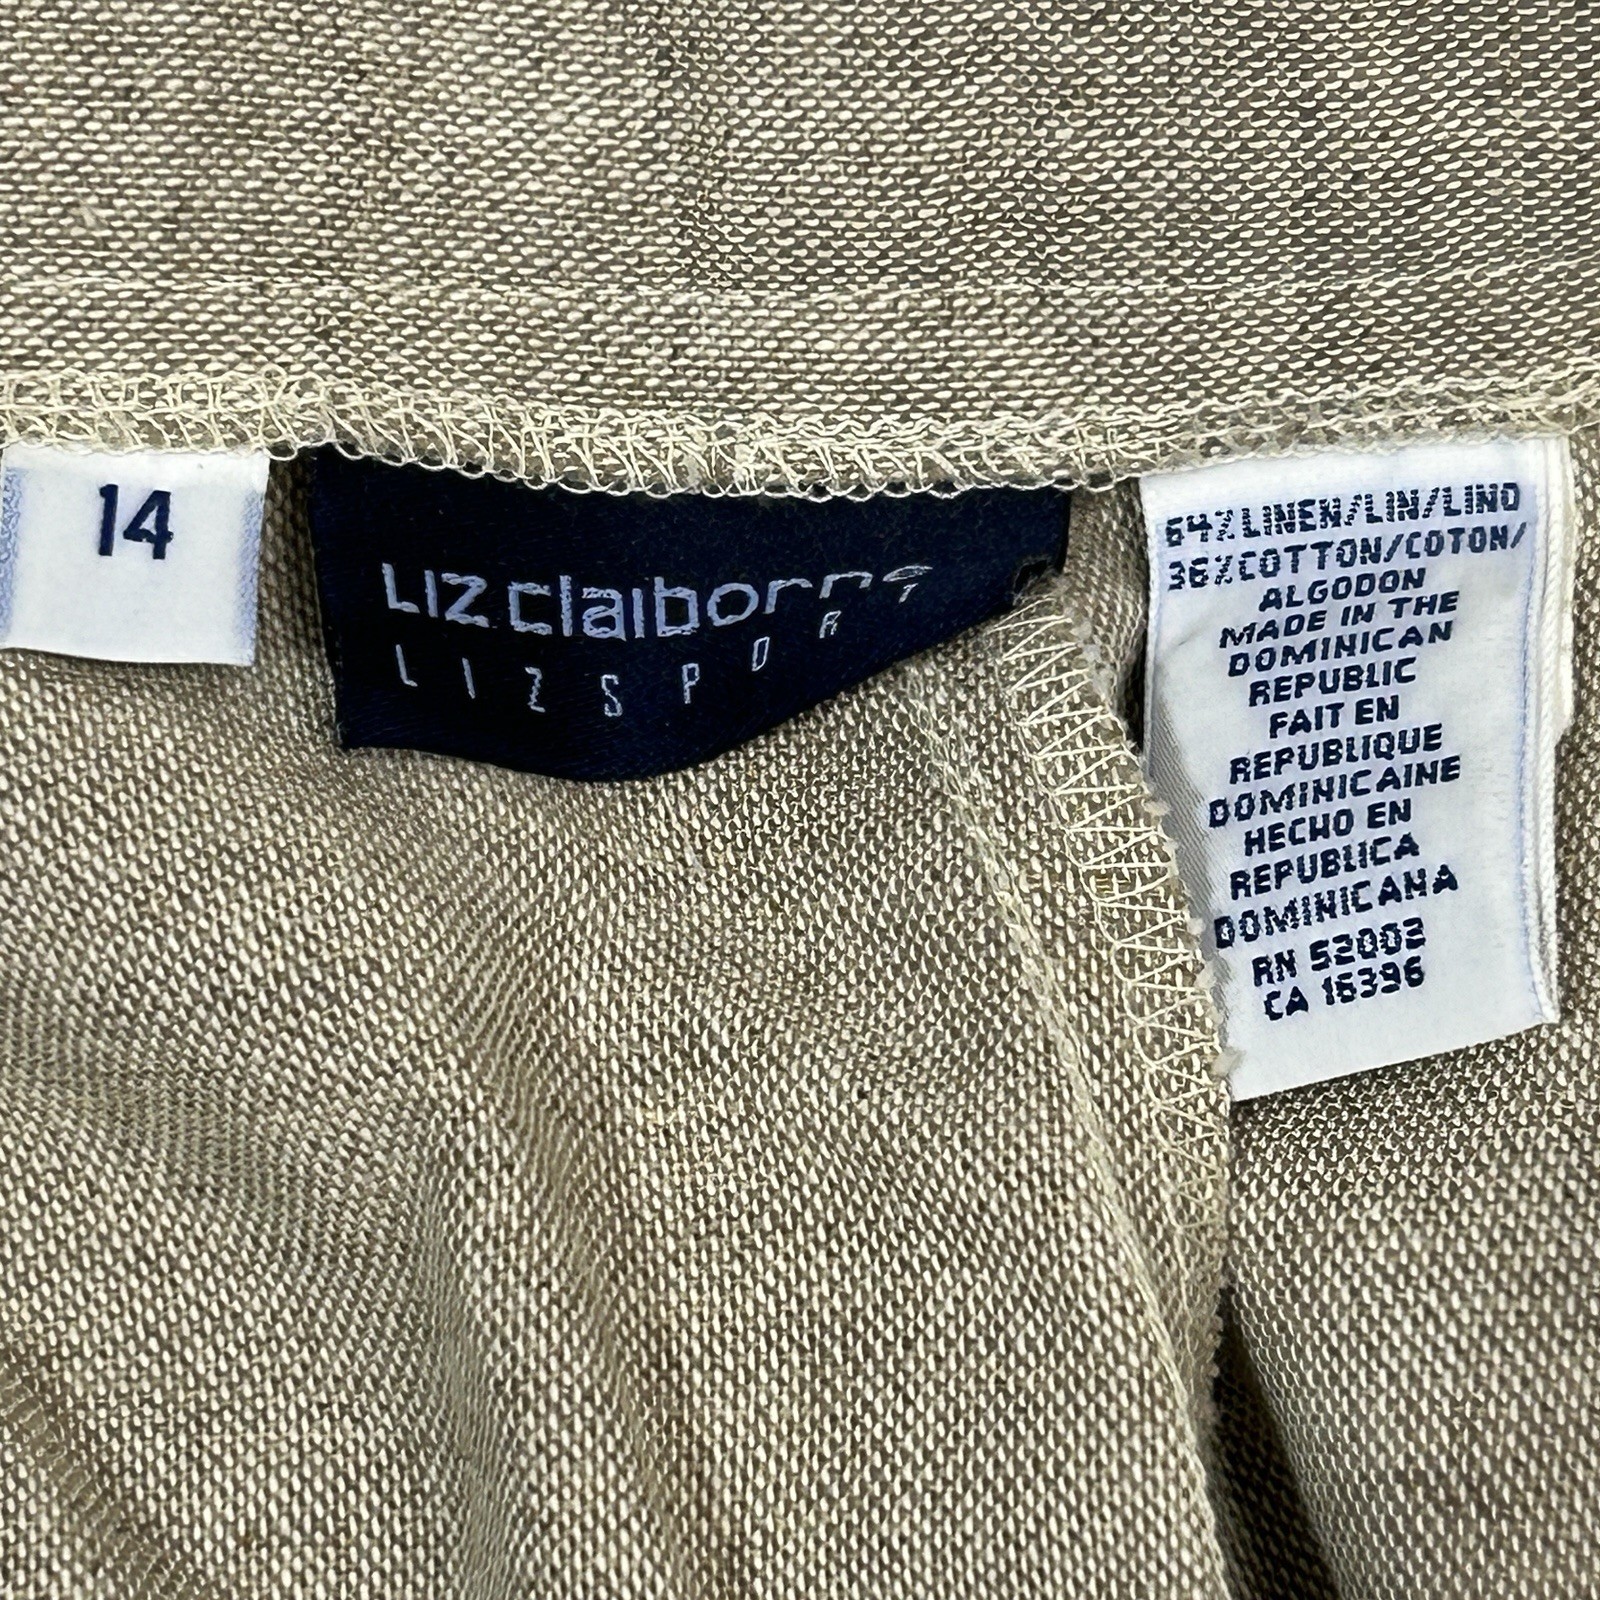 14
Liz claiborne
LIZSPORT
64% LINEN/LIN/LINO
36% COTTON/COTON/
ALGODON
MADE IN THE
DOMINICAN
REPUBLIC
FAIT EN
REPUBLIQUE
DOMINICAINE
HECHO EN
REPUBLICA
DOMINICANA
RN 52002
CA 16396